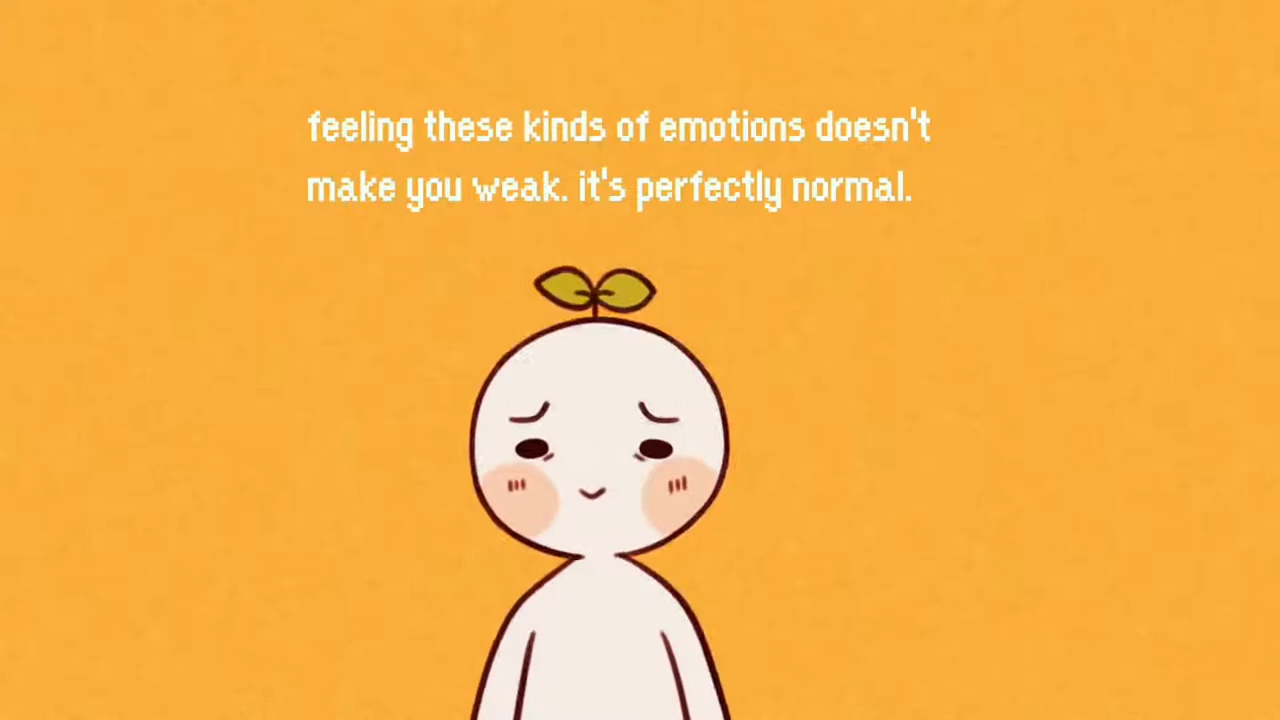 feeling these kinds of emotions doesn't
make you weak. it's perfectly normal.